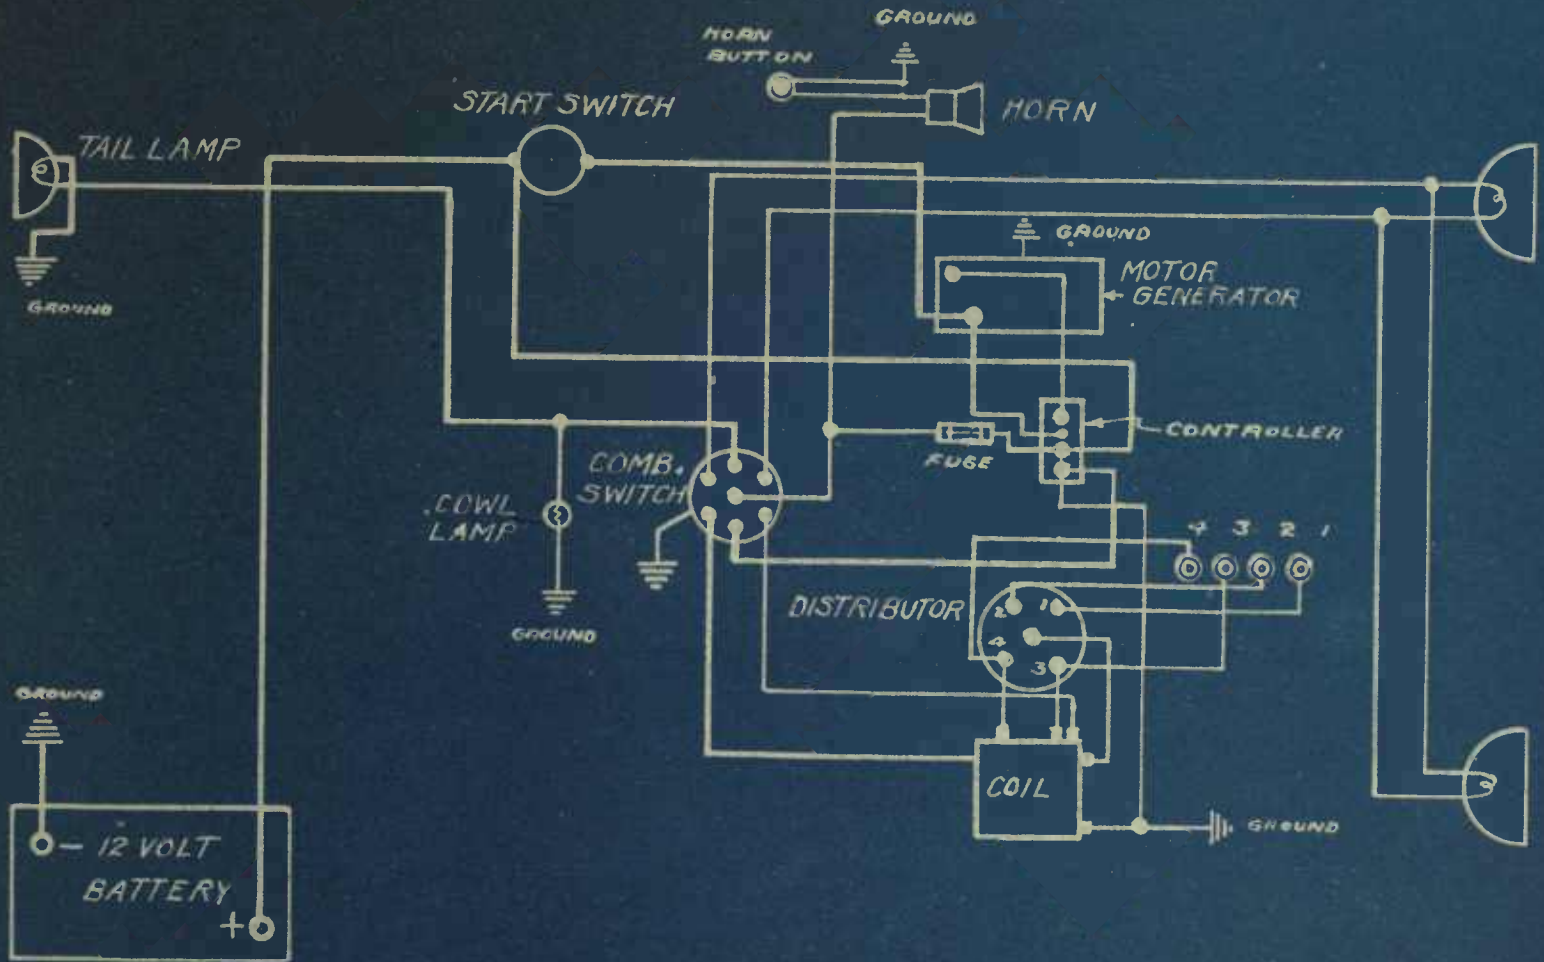 GROUND
HORN
BUTTON
START SWITCH
HORN
TAIL LAMP
GROUND
MOTOR
GENERATOR
GROUND
CONTROLLER
FUGE
COMB.
SWITCH
COWL
LAMP
4 3 2 1
DISTRIBUTOR
2 1
4
3
GROUND
GROUND
COIL
GROUND
- 12 VOLT
BATTERY
+